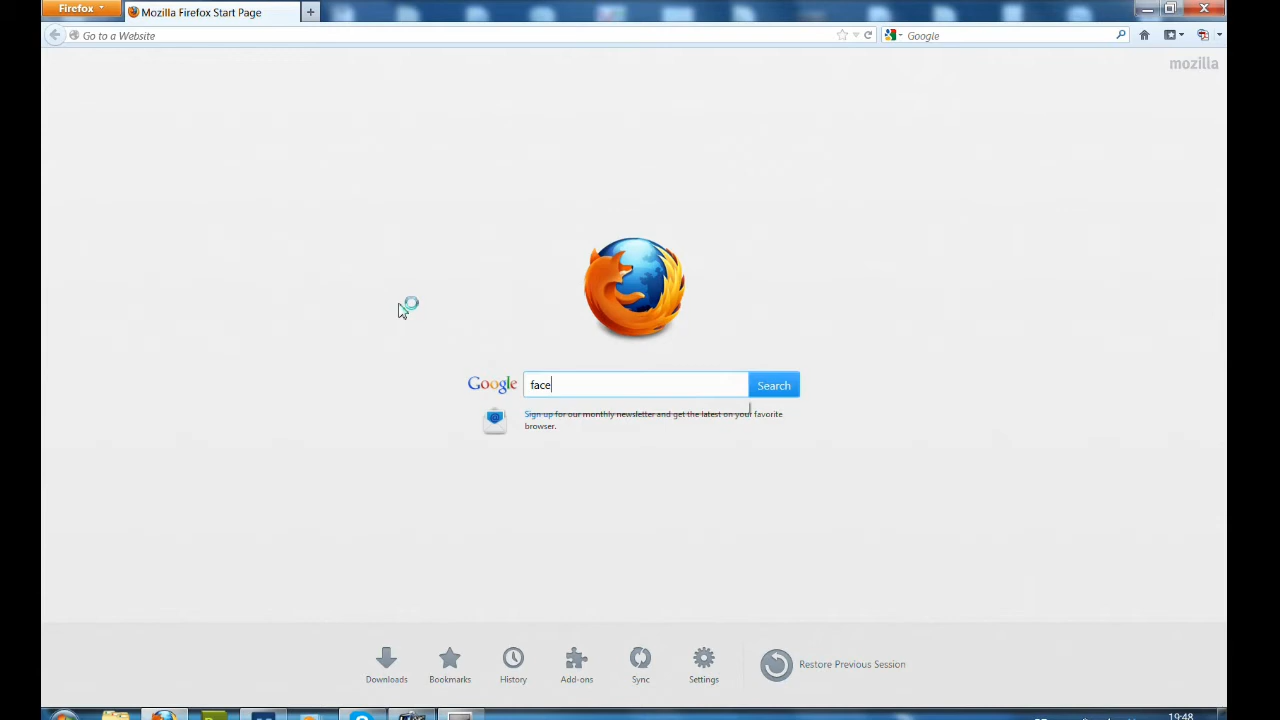 Firefox
Mozilla Firefox Start Page
Go to a Website
Google
mozilla
Google
face
Search
Sign up for our monthly newsletter and get the latest on your favorite
browser.
Downloads
Bookmarks
History
Add-ons
Sync
Settings
Restore Previous Session
19:48